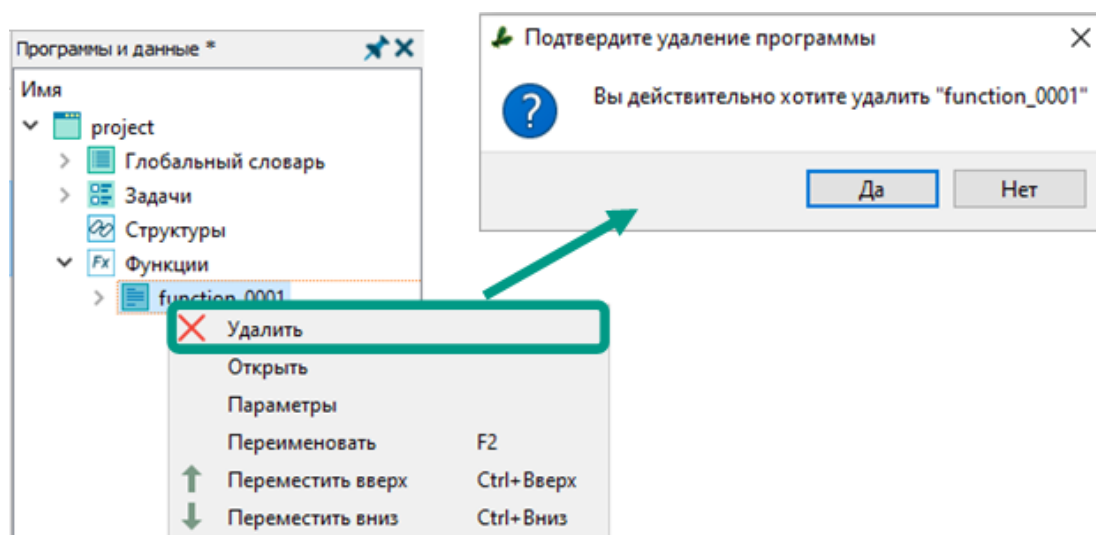 Программы и данные *
Имя
project
Глобальный словарь
Задачи
Структуры
Fx Функции
function_0001
Удалить
Открыть
Параметры
Переименовать F2
Переместить вверх Ctrl+Вверх
Переместить вниз Ctrl+Вниз
Подтвердите удаление программы
Вы действительно хотите удалить "function_0001"
Да Нет